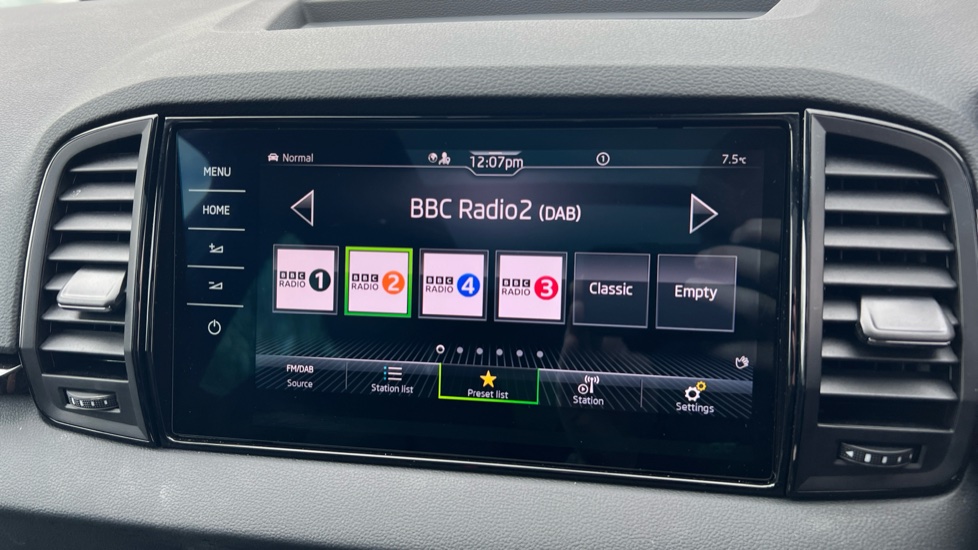 Normal
12:07pm
1
7.5°C
MENU
HOME
BBC Radio2 (DAB)
BBC RADIO 1
BBC RADIO 2
BBC RADIO 4
BBC RADIO 3
Classic
Empty
FM/DAB
Source
Station list
Preset list
Station
Settings